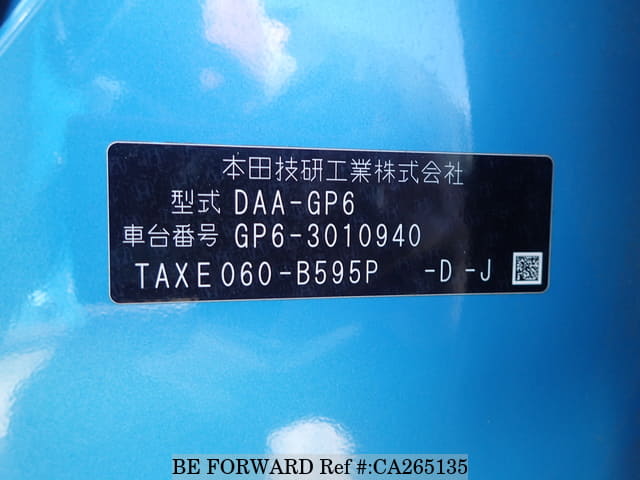 本田技研工業株式会社
型式 DAA-GP6
車台番号 GP6-3010940
TAXE060-B595P -D -J
BE FORWARD Ref #:CA265135